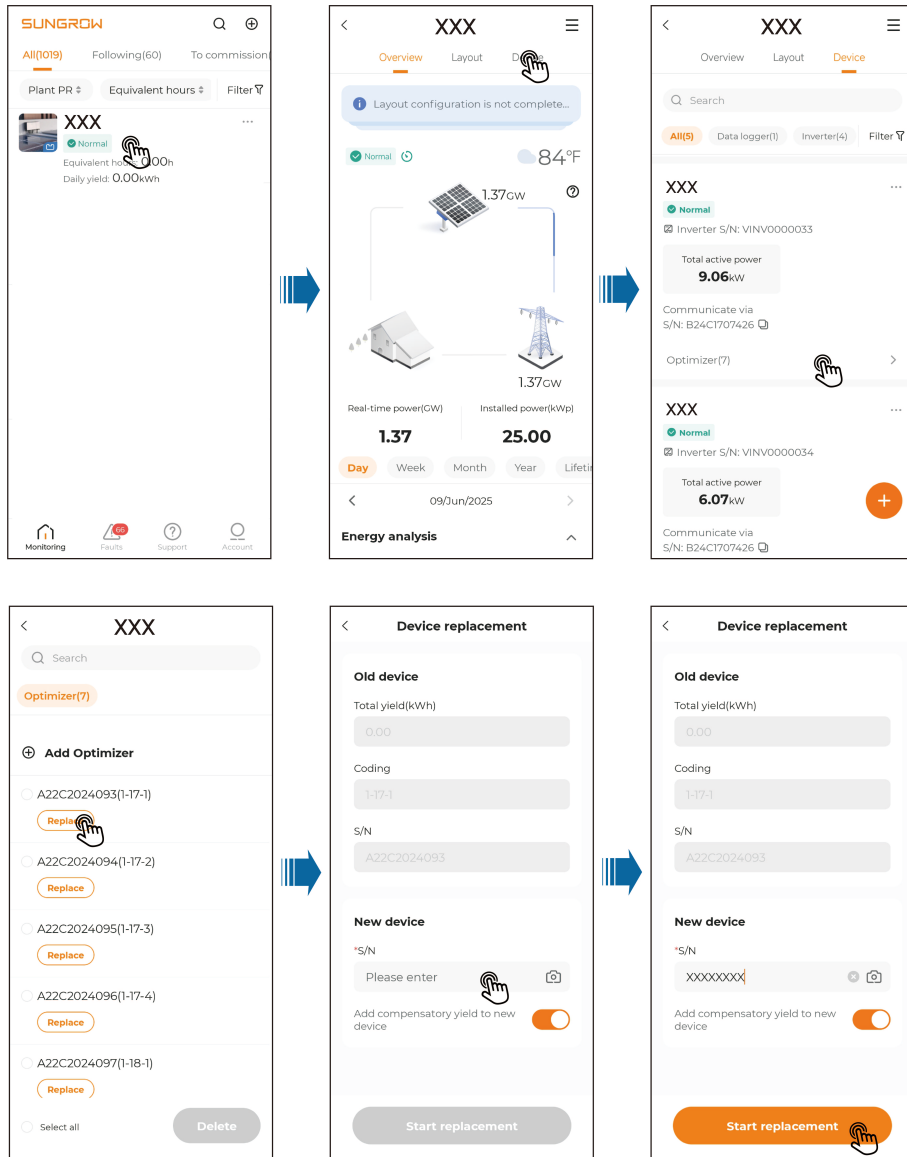 SUNGROW
All(1019) Following(60) To commission(
Plant PR Equivalent hours Filter
XXX
Normal
Equivalent hours: 0.00h
Daily yield: 0.00kWh
Monitoring Faults Support Account
66
XXX
Overview Layout
Layout configuration is not complete...
Normal 84°F
1.37GW
1.37GW
Real-time power(GW) Installed power(kWp)
1.37 25.00
Day Week Month Year Lifeti
09/Jun/2025
Energy analysis
XXX
Overview Layout Device
Search
All(5) Data logger(1) Inverter(4) Filter
XXX
Normal
Inverter S/N: VINV0000033
Total active power
9.06kW
Communicate via
S/N: B24C1707426
Optimizer(7)
XXX
Normal
Inverter S/N: VINV0000034
Total active power
6.07kW
Communicate via
S/N: B24C1707426
XXX
Search
Optimizer(7)
Add Optimizer
A22C2024093(1-17-1)
Replace
A22C2024094(1-17-2)
Replace
A22C2024095(1-17-3)
Replace
A22C2024096(1-17-4)
Replace
A22C2024097(1-18-1)
Replace
Select all Delete
Device replacement
Old device
Total yield(kWh)
0.00
Coding
1-17-1
S/N
A22C2024093
New device
*S/N
Please enter
Add compensatory yield to new
device
Start replacement
Device replacement
Old device
Total yield(kWh)
0.00
Coding
1-17-1
S/N
A22C2024093
New device
*S/N
XXXXXXXX
Add compensatory yield to new
device
Start replacement